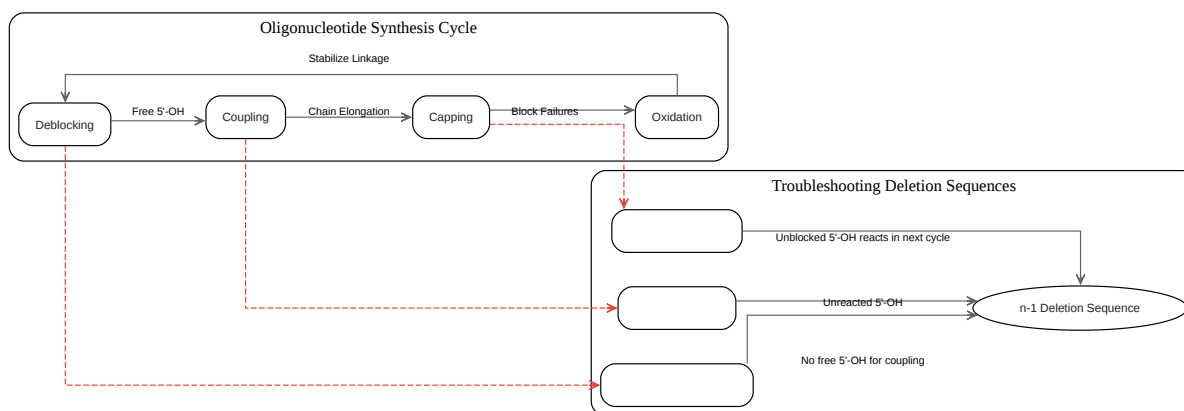 Oligonucleotide Synthesis Cycle
Stabilize Linkage
Deblocking
Free 5'-OH
Coupling
Chain Elongation
Capping
Block Failures
Oxidation
Troubleshooting Deletion Sequences
Unblocked 5'-OH reacts in next cycle
Unreacted 5'-OH
n-1 Deletion Sequence
No free 5'-OH for coupling